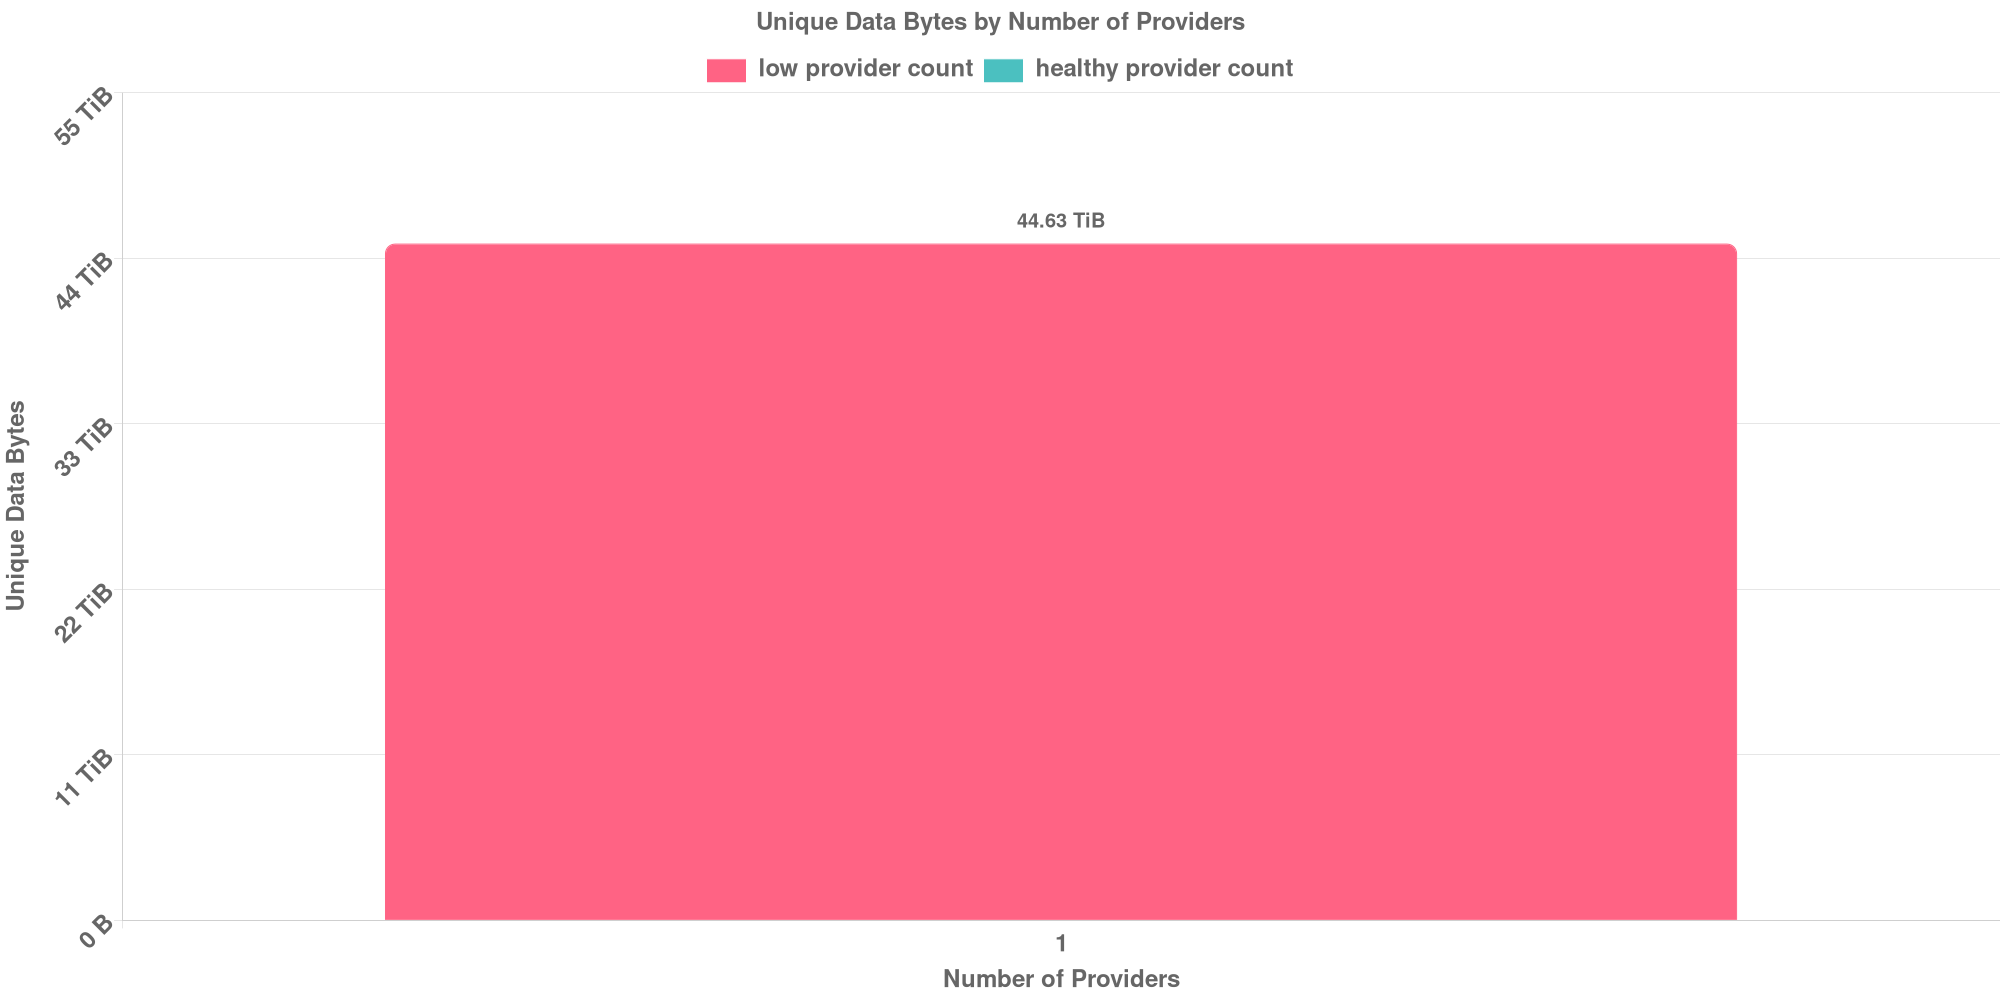 Unique Data Bytes by Number of Providers
low provider count healthy provider count
55 TiB
44.63 TiB
44 TiB
33 TiB
Unique Data Bytes
22 TiB
11 TiB
0 B
1
Number of Providers